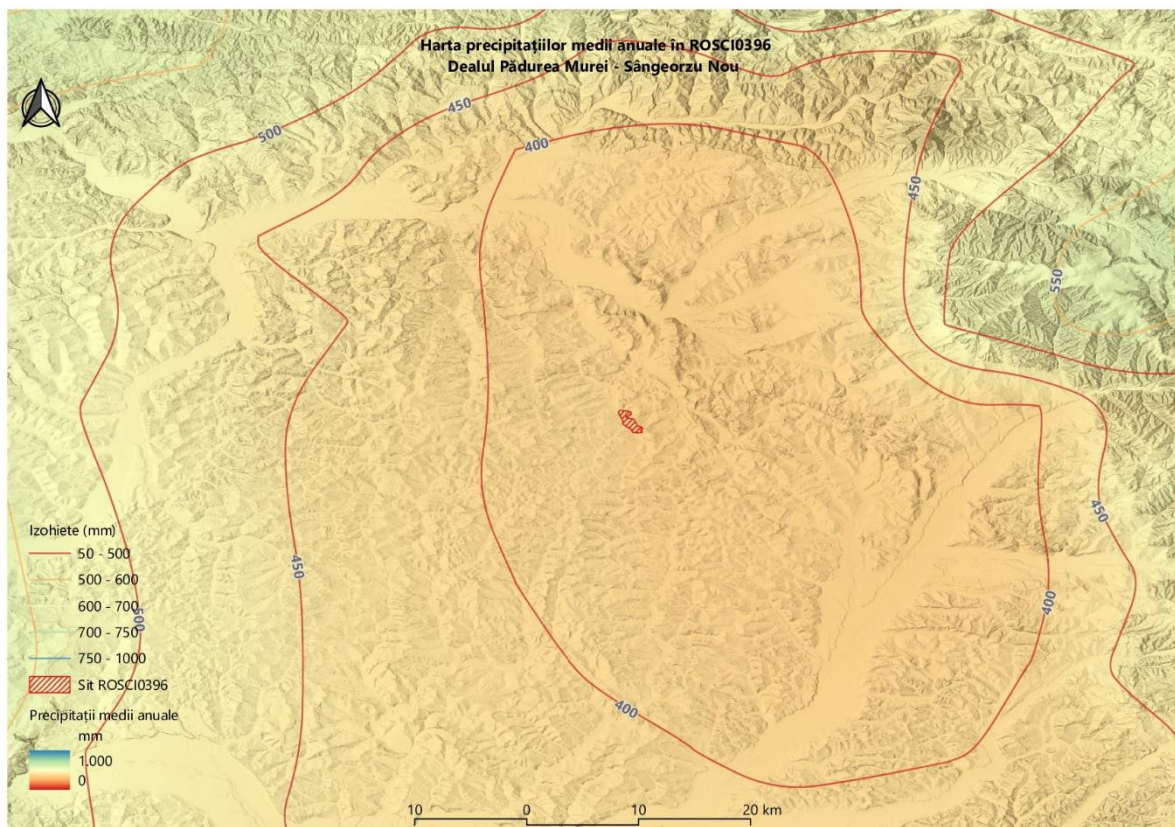 Harta precipitațiilor medii anuale în ROSCI0396
Dealul Pădurea Murei - Sângeorzu Nou
450
500
400
450
450
550
450
450
400
500
400
Izohiete (mm)
50 - 500
500 - 600
600 - 700
700 - 750
750 - 1000
Sit ROSCI0396
Precipitații medii anuale
mm
1.000
0
10 0 10 20 km